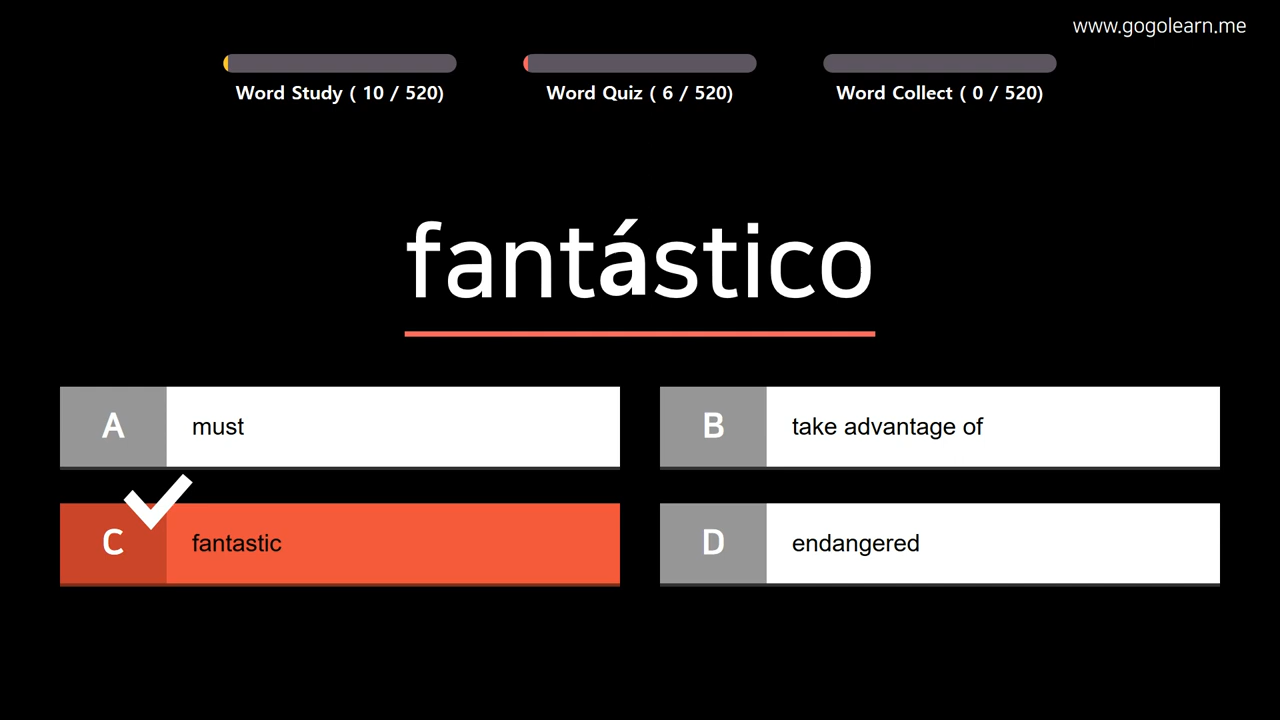 www.gogolearn.me
Word Study ( 10 / 520)
Word Quiz ( 6 / 520)
Word Collect ( 0 / 520)
fantástico
A must
B take advantage of
C fantastic
D endangered